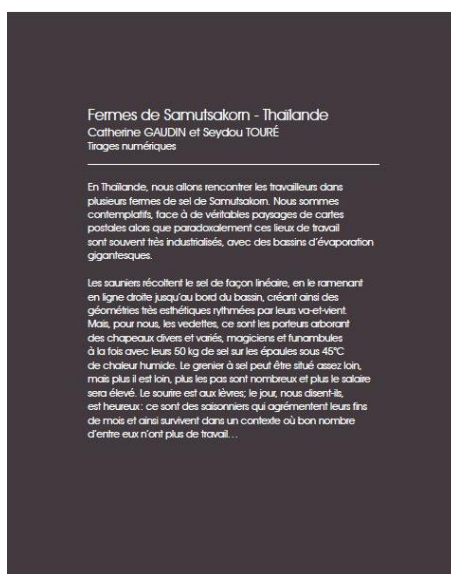 Fermes de Samutsakorn - Thaïlande
Catherine GAUDIN et Seydou TOURÉ
Tirages numériques
En Thaïlande, nous allons rencontrer les travailleurs dans
plusieurs fermes de sel de Samutsakorn. Nous sommes
contemplatifs, face à de véritables paysages de cartes
postales alors que paradoxalement ces lieux de travail
sont souvent très industrialisés, avec des bassins d'évaporation
gigantesques.
Les sauniers récoltent le sel de façon linéaire, en le ramenant
en ligne droite jusqu'au bord du bassin, créant ainsi des
géométries très esthétiques rythmées par leurs va-et-vient.
Mais, pour nous, les vedettes, ce sont les porteurs arborant
des chapeaux divers et variés, magiciens et funambules
à la fois avec leurs 50 kg de sel sur les épaules sous 45°C
de chaleur humide. Le grenier à sel peut être situé assez loin,
mais plus il est loin, plus les pas sont nombreux et plus le salaire
sera élevé. Le sourire est aux lèvres; le jour, nous disent-ils,
est heureux: ce sont des saisonniers qui agrémentent leurs fins
de mois et ainsi survivent dans un contexte où bon nombre
d'entre eux n'ont plus de travail...